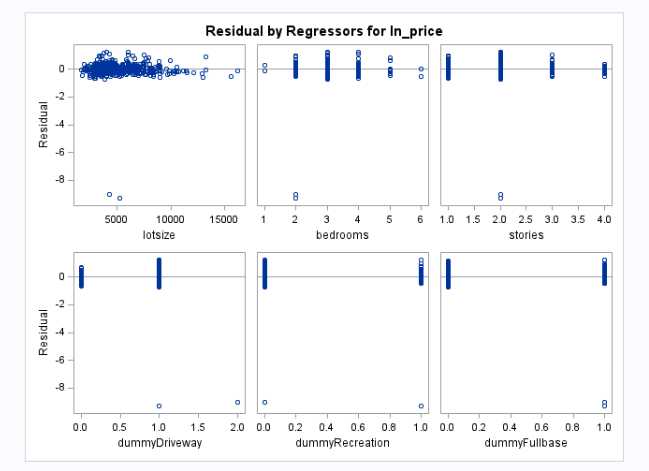 Residual by Regressors for ln_price
Residual
0
-2
-4
-6
-8
5000 10000 15000
lotsize
1 2 3 4 5 6
bedrooms
1.0 1.5 2.0 2.5 3.0 3.5 4.0
stories
Residual
0
-2
-4
-6
-8
0.0 0.5 1.0 1.5 2.0
dummyDriveway
0.0 0.2 0.4 0.6 0.8 1.0
dummyRecreation
0.0 0.2 0.4 0.6 0.8 1.0
dummyFullbase